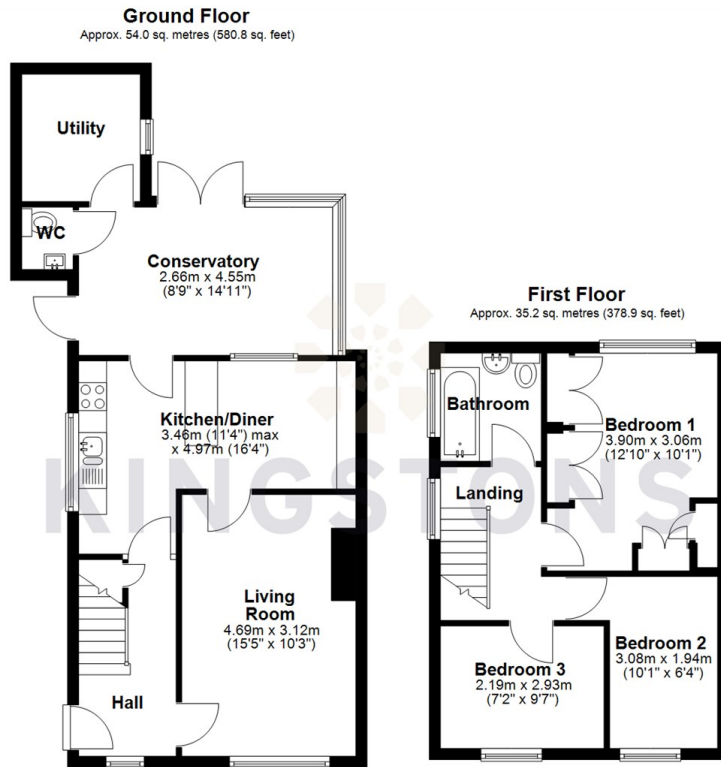 Ground Floor
Approx. 54.0 sq. metres (580.8 sq. feet)
Utility
WC
Conservatory
2.66m x 4.55m
(8'9" x 14'11")
Kitchen/Diner
3.46m (11'4") max
x 4.97m (16'4")
Living
Room
4.69m x 3.12m
(15'5" x 10'3")
Hall
First Floor
Approx. 35.2 sq. metres (378.9 sq. feet)
Bathroom
Bedroom 1
3.90m x 3.06m
(12'10" x 10'1")
Landing
Bedroom 2
3.08m x 1.94m
(10'1" x 6'4")
Bedroom 3
2.19m x 2.93m
(7'2" x 9'7")
KINGSTONS